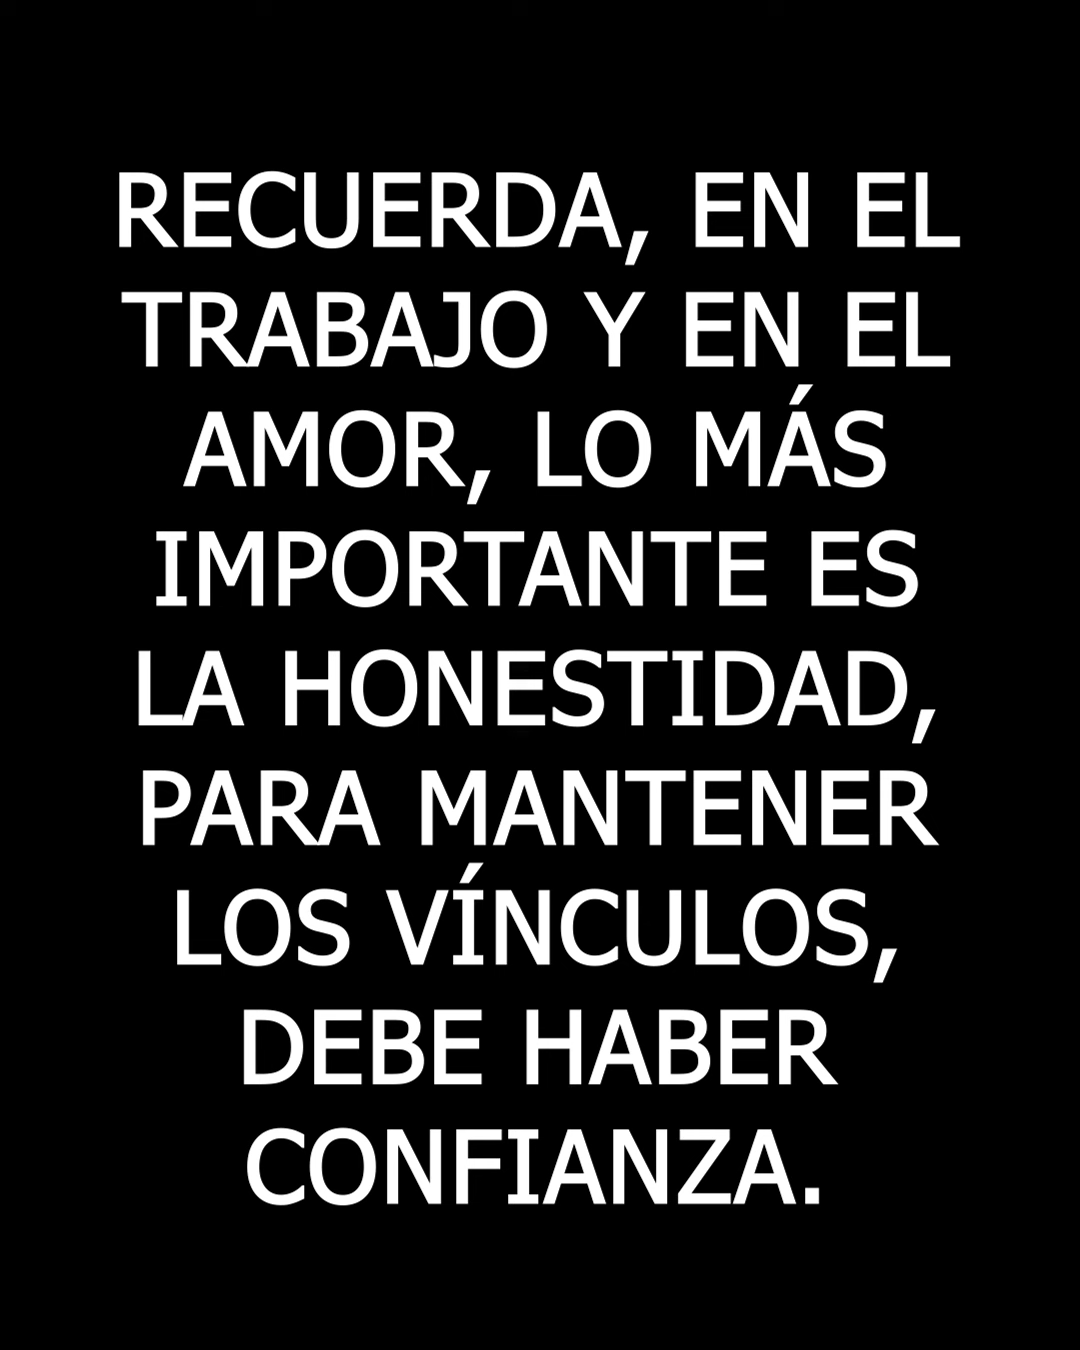 RECUERDA, EN EL
TRABAJO Y EN EL
AMOR, LO MÁS
IMPORTANTE ES
LA HONESTIDAD,
PARA MANTENER
LOS VÍNCULOS,
DEBE HABER
CONFIANZA.